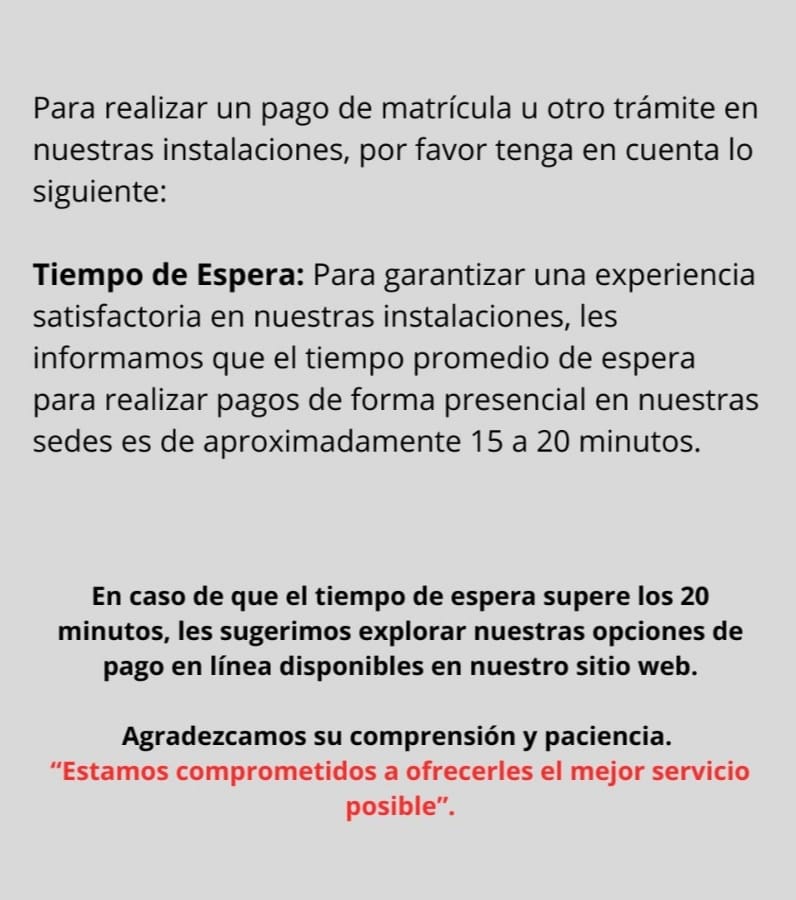 Para realizar un pago de matrícula u otro trámite en
nuestras instalaciones, por favor tenga en cuenta lo
siguiente:
Tiempo de Espera: Para garantizar una experiencia
satisfactoria en nuestras instalaciones, les
informamos que el tiempo promedio de espera
para realizar pagos de forma presencial en nuestras
sedes es de aproximadamente 15 a 20 minutos.
En caso de que el tiempo de espera supere los 20
minutos, les sugerimos explorar nuestras opciones de
pago en línea disponibles en nuestro sitio web.
Agradezcamos su comprensión y paciencia.
“Estamos comprometidos a ofrecerles el mejor servicio
posible”.